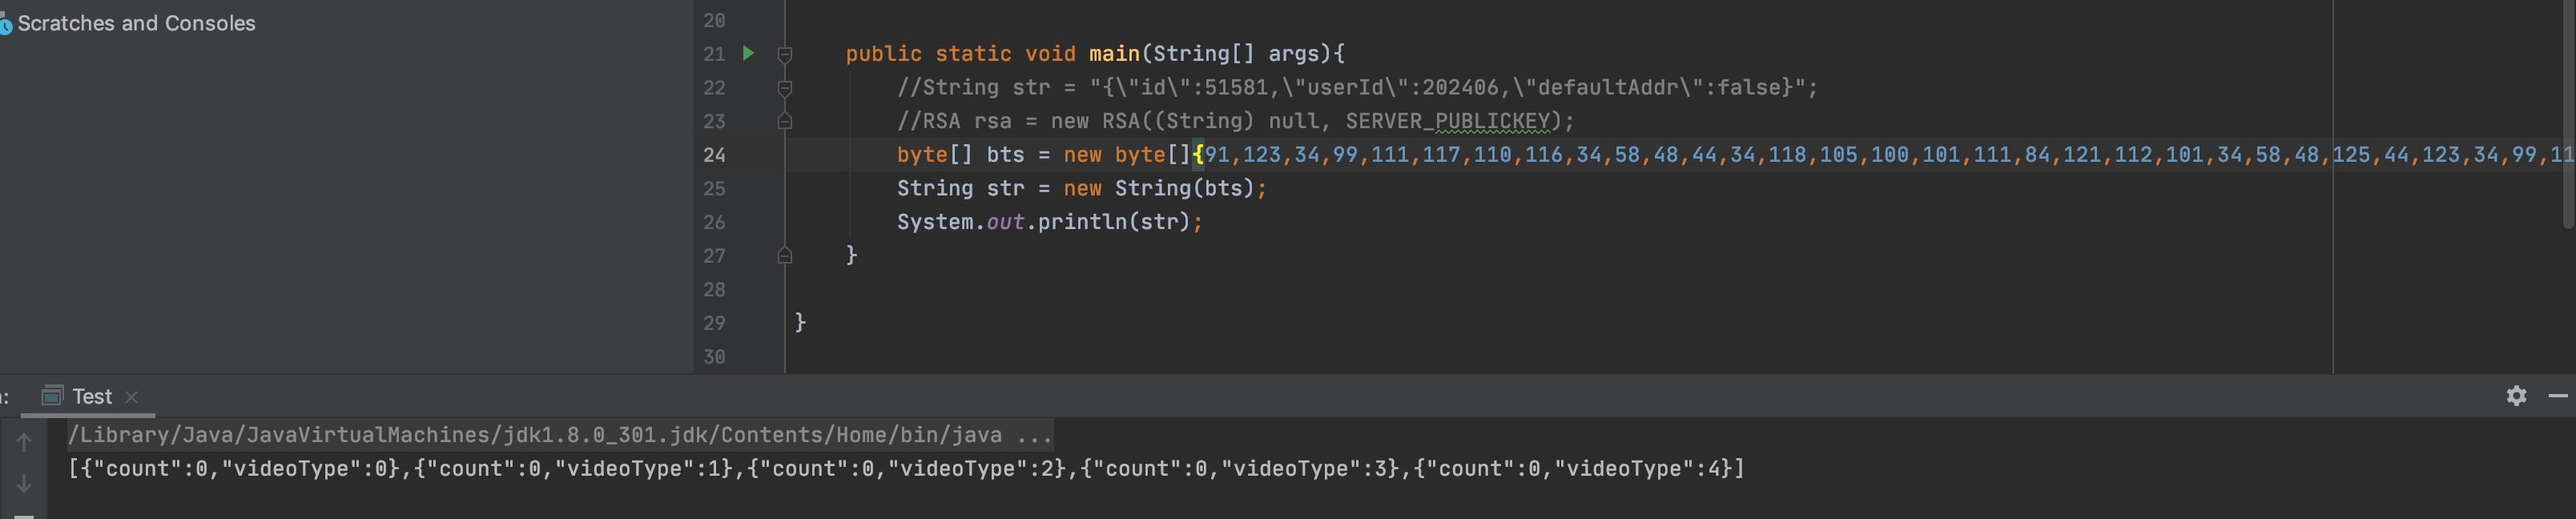 Scratches and Consoles
20
21 public static void main(String[] args){
22 //String str = "{\"id\":51581,\"userId\":202406,\"defaultAddr\":false}";
23 //RSA rsa = new RSA((String) null, SERVER_PUBLICKEY);
24 byte[] bts = new byte[]{91,123,34,99,111,117,110,116,34,58,48,44,34,118,105,100,101,111,84,121,112,101,34,58,48,125,44,123,34,99,11
25 String str = new String(bts);
26 System.out.println(str);
27 }
28
29 }
30
: Test ×
/Library/Java/JavaVirtualMachines/jdk1.8.0_301.jdk/Contents/Home/bin/java ...
[{"count":0,"videoType":0},{"count":0,"videoType":1},{"count":0,"videoType":2},{"count":0,"videoType":3},{"count":0,"videoType":4}]